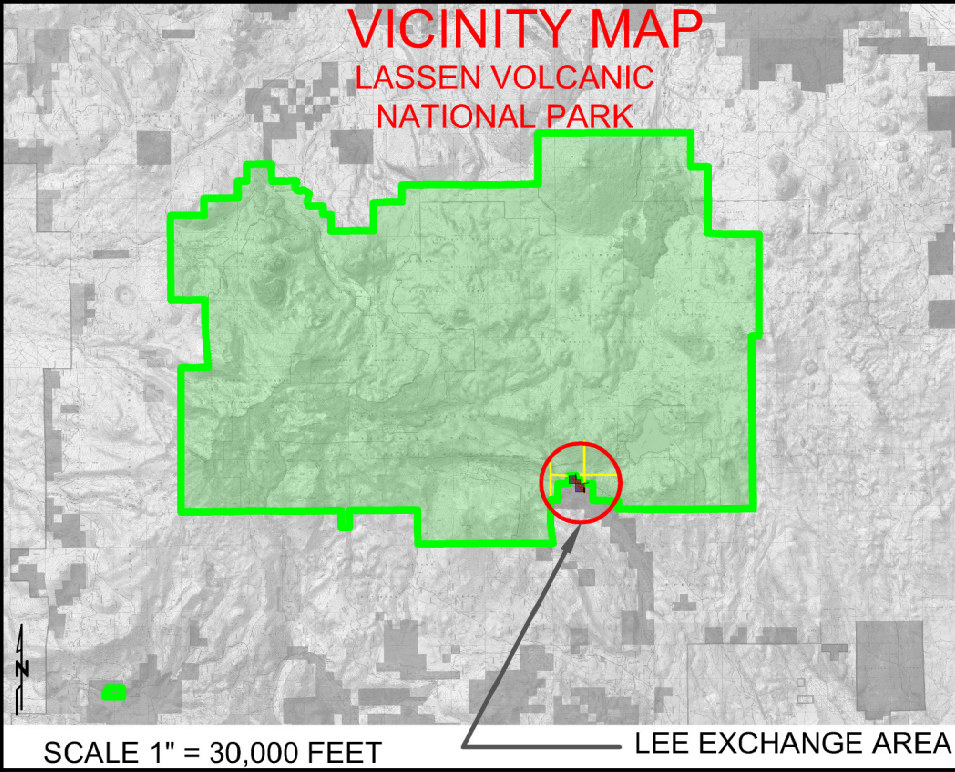 VICINITY MAP
LASSEN VOLCANIC
NATIONAL PARK
N
SCALE 1" = 30,000 FEET
LEE EXCHANGE AREA